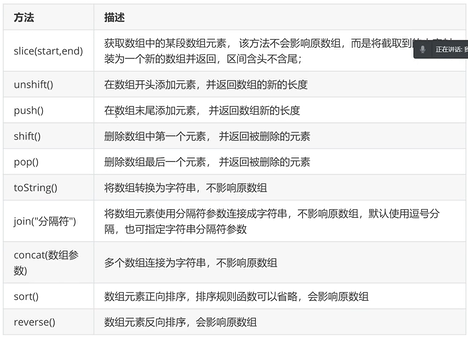 方法 描述
获取数组中的某段数组元素， 该方法不会影响原数组，而是将截取到
slice(start,end) 正在讲话:
装为一个新的数组并返回，区间含头不含尾；
unshift() 在数组开头添加元素，并返回数组新的长度
push() 在数组末尾添加元素， 并返回数组新的长度
shift() 删除数组中第一个元素， 并返回被删除的元素
pop() 删除数组最后一个元素， 并返回被删除的元素
toString() 将数组转换为字符串，不影响原数组
join("分隔符") 将数组元素使用分隔符参数连接成字符串，不影响原数组，默认使用逗号分
隔，也可指定字符串分隔符参数
concat(数组参
数) 多个数组连接为字符串，不影响原数组
sort() 数组元素正向排序，排序规则函数可以省略，会影响原数组
reverse() 数组元素反向排序，会影响原数组